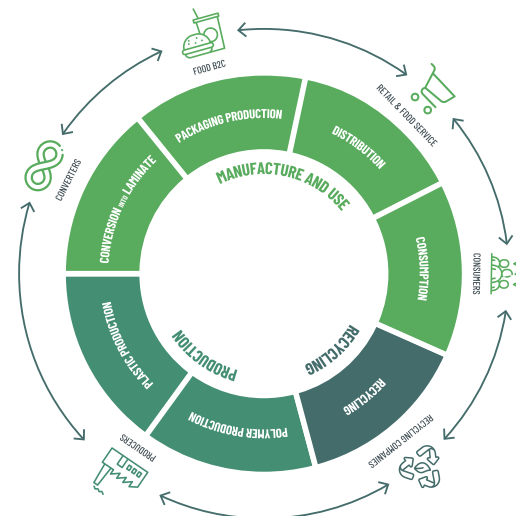 FOOD B2C
RETAIL & FOOD SERVICE
CONSUMERS
RECYCLING COMPANIES
PRODUCERS
CONVERTERS
PACKAGING PRODUCTION
DISTRIBUTION
CONSUMPTION
RECYCLING
POLYMER PRODUCTION
PLASTIC PRODUCTION
CONVERSION INTO LAMINATE
MANUFACTURE AND USE
RECYCLING
PRODUCTION